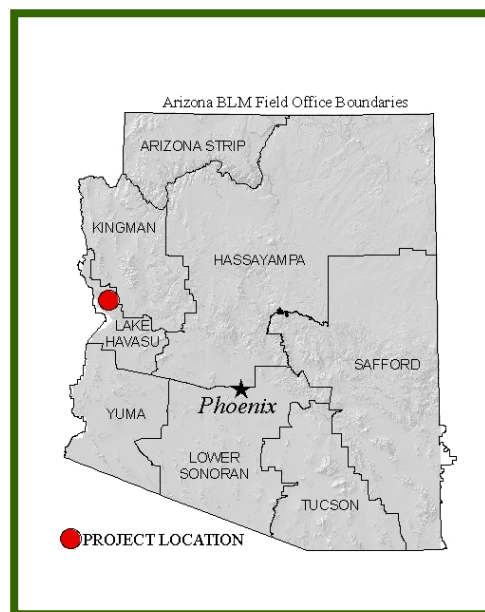 Arizona BLM Field Office Boundaries
ARIZONA STRIP
KINGMAN
HASSAYAMPA
LAKE
HAVASU
SAFFORD
YUMA
Phoenix
LOWER
SONORAN
TUCSON
PROJECT LOCATION